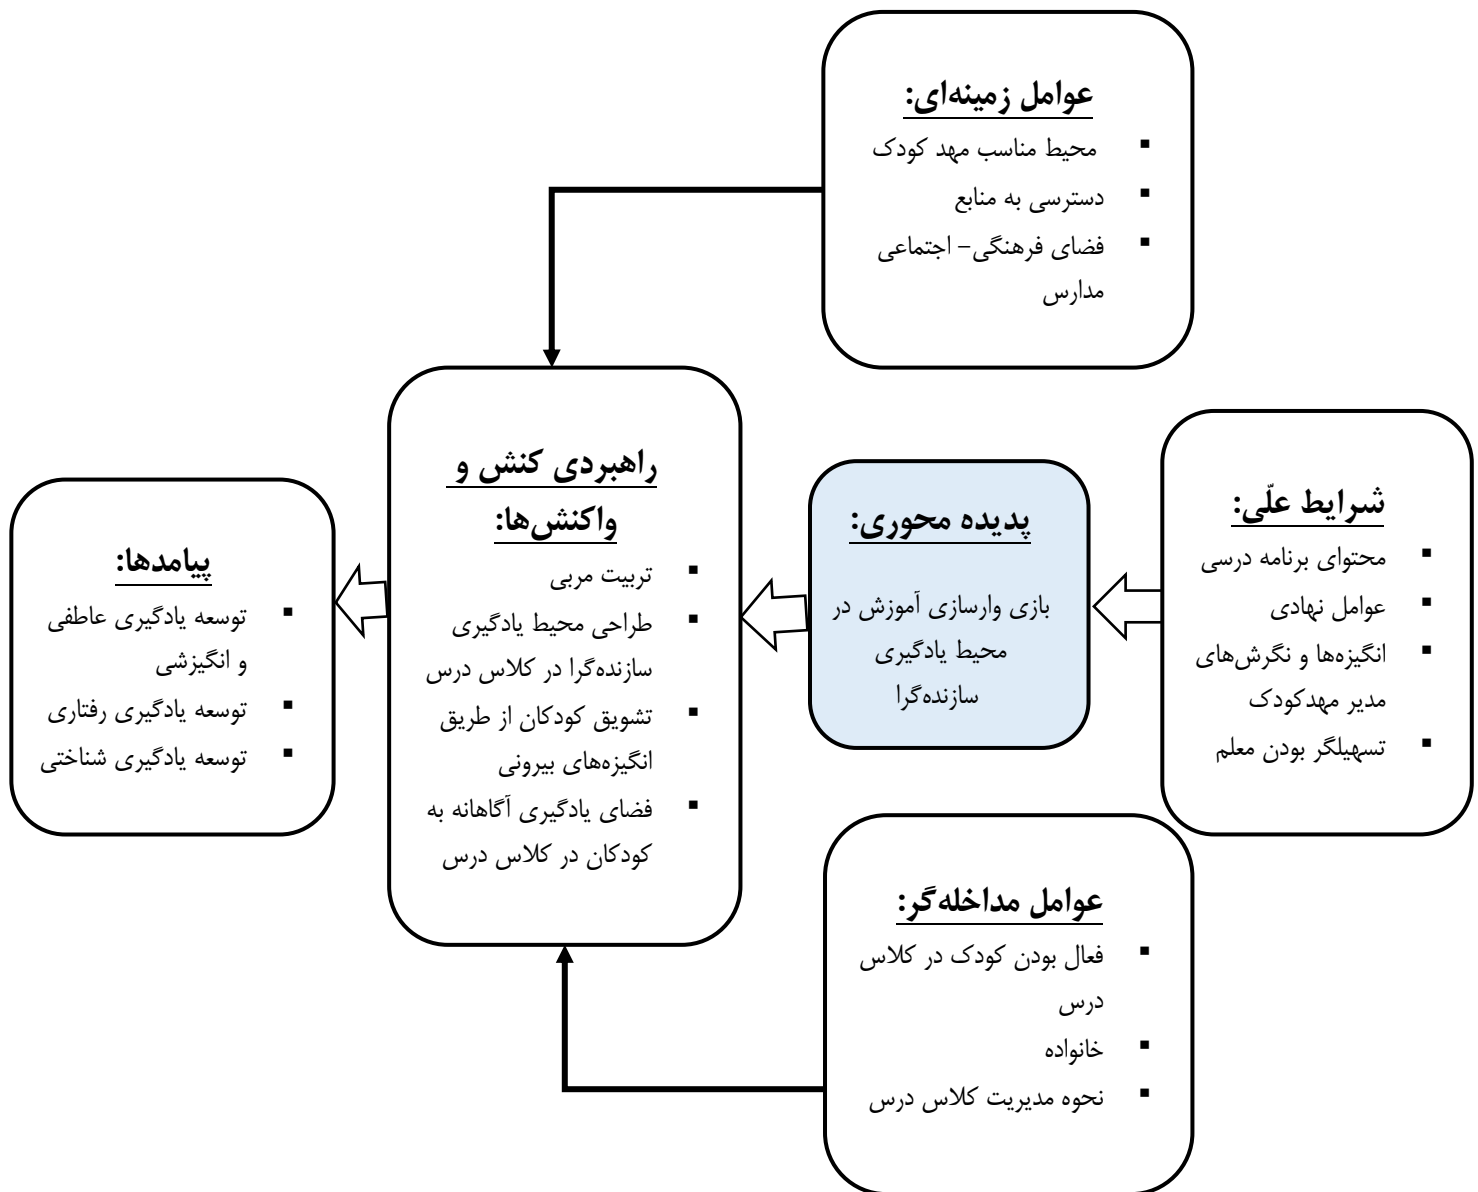 عوامل زمینه‌ای:
▪ محیط مناسب مهد کودک
▪ دسترسی به منابع
▪ فضای فرهنگی- اجتماعی
مدارس
شرایط علّی:
▪ محتوای برنامه درسی
▪ عوامل نهادی
▪ انگیزه‌ها و نگرش‌های
مدیر مهدکودک
▪ تسهیلگر بودن معلم
پدیده محوری:
بازی وارسازی آموزش در
محیط یادگیری
سازنده‌گرا
راهبردی کنش و
واکنش‌ها:
▪ تربیت مربی
▪ طراحی محیط یادگیری
سازنده‌گرا در کلاس درس
▪ تشویق کودکان از طریق
انگیزه‌های بیرونی
▪ فضای یادگیری آگاهانه به
کودکان در کلاس درس
پیامدها:
▪ توسعه یادگیری عاطفی
و انگیزشی
▪ توسعه یادگیری رفتاری
▪ توسعه یادگیری شناختی
عوامل مداخله‌گر:
▪ فعال بودن کودک در کلاس
درس
▪ خانواده
▪ نحوه مدیریت کلاس درس